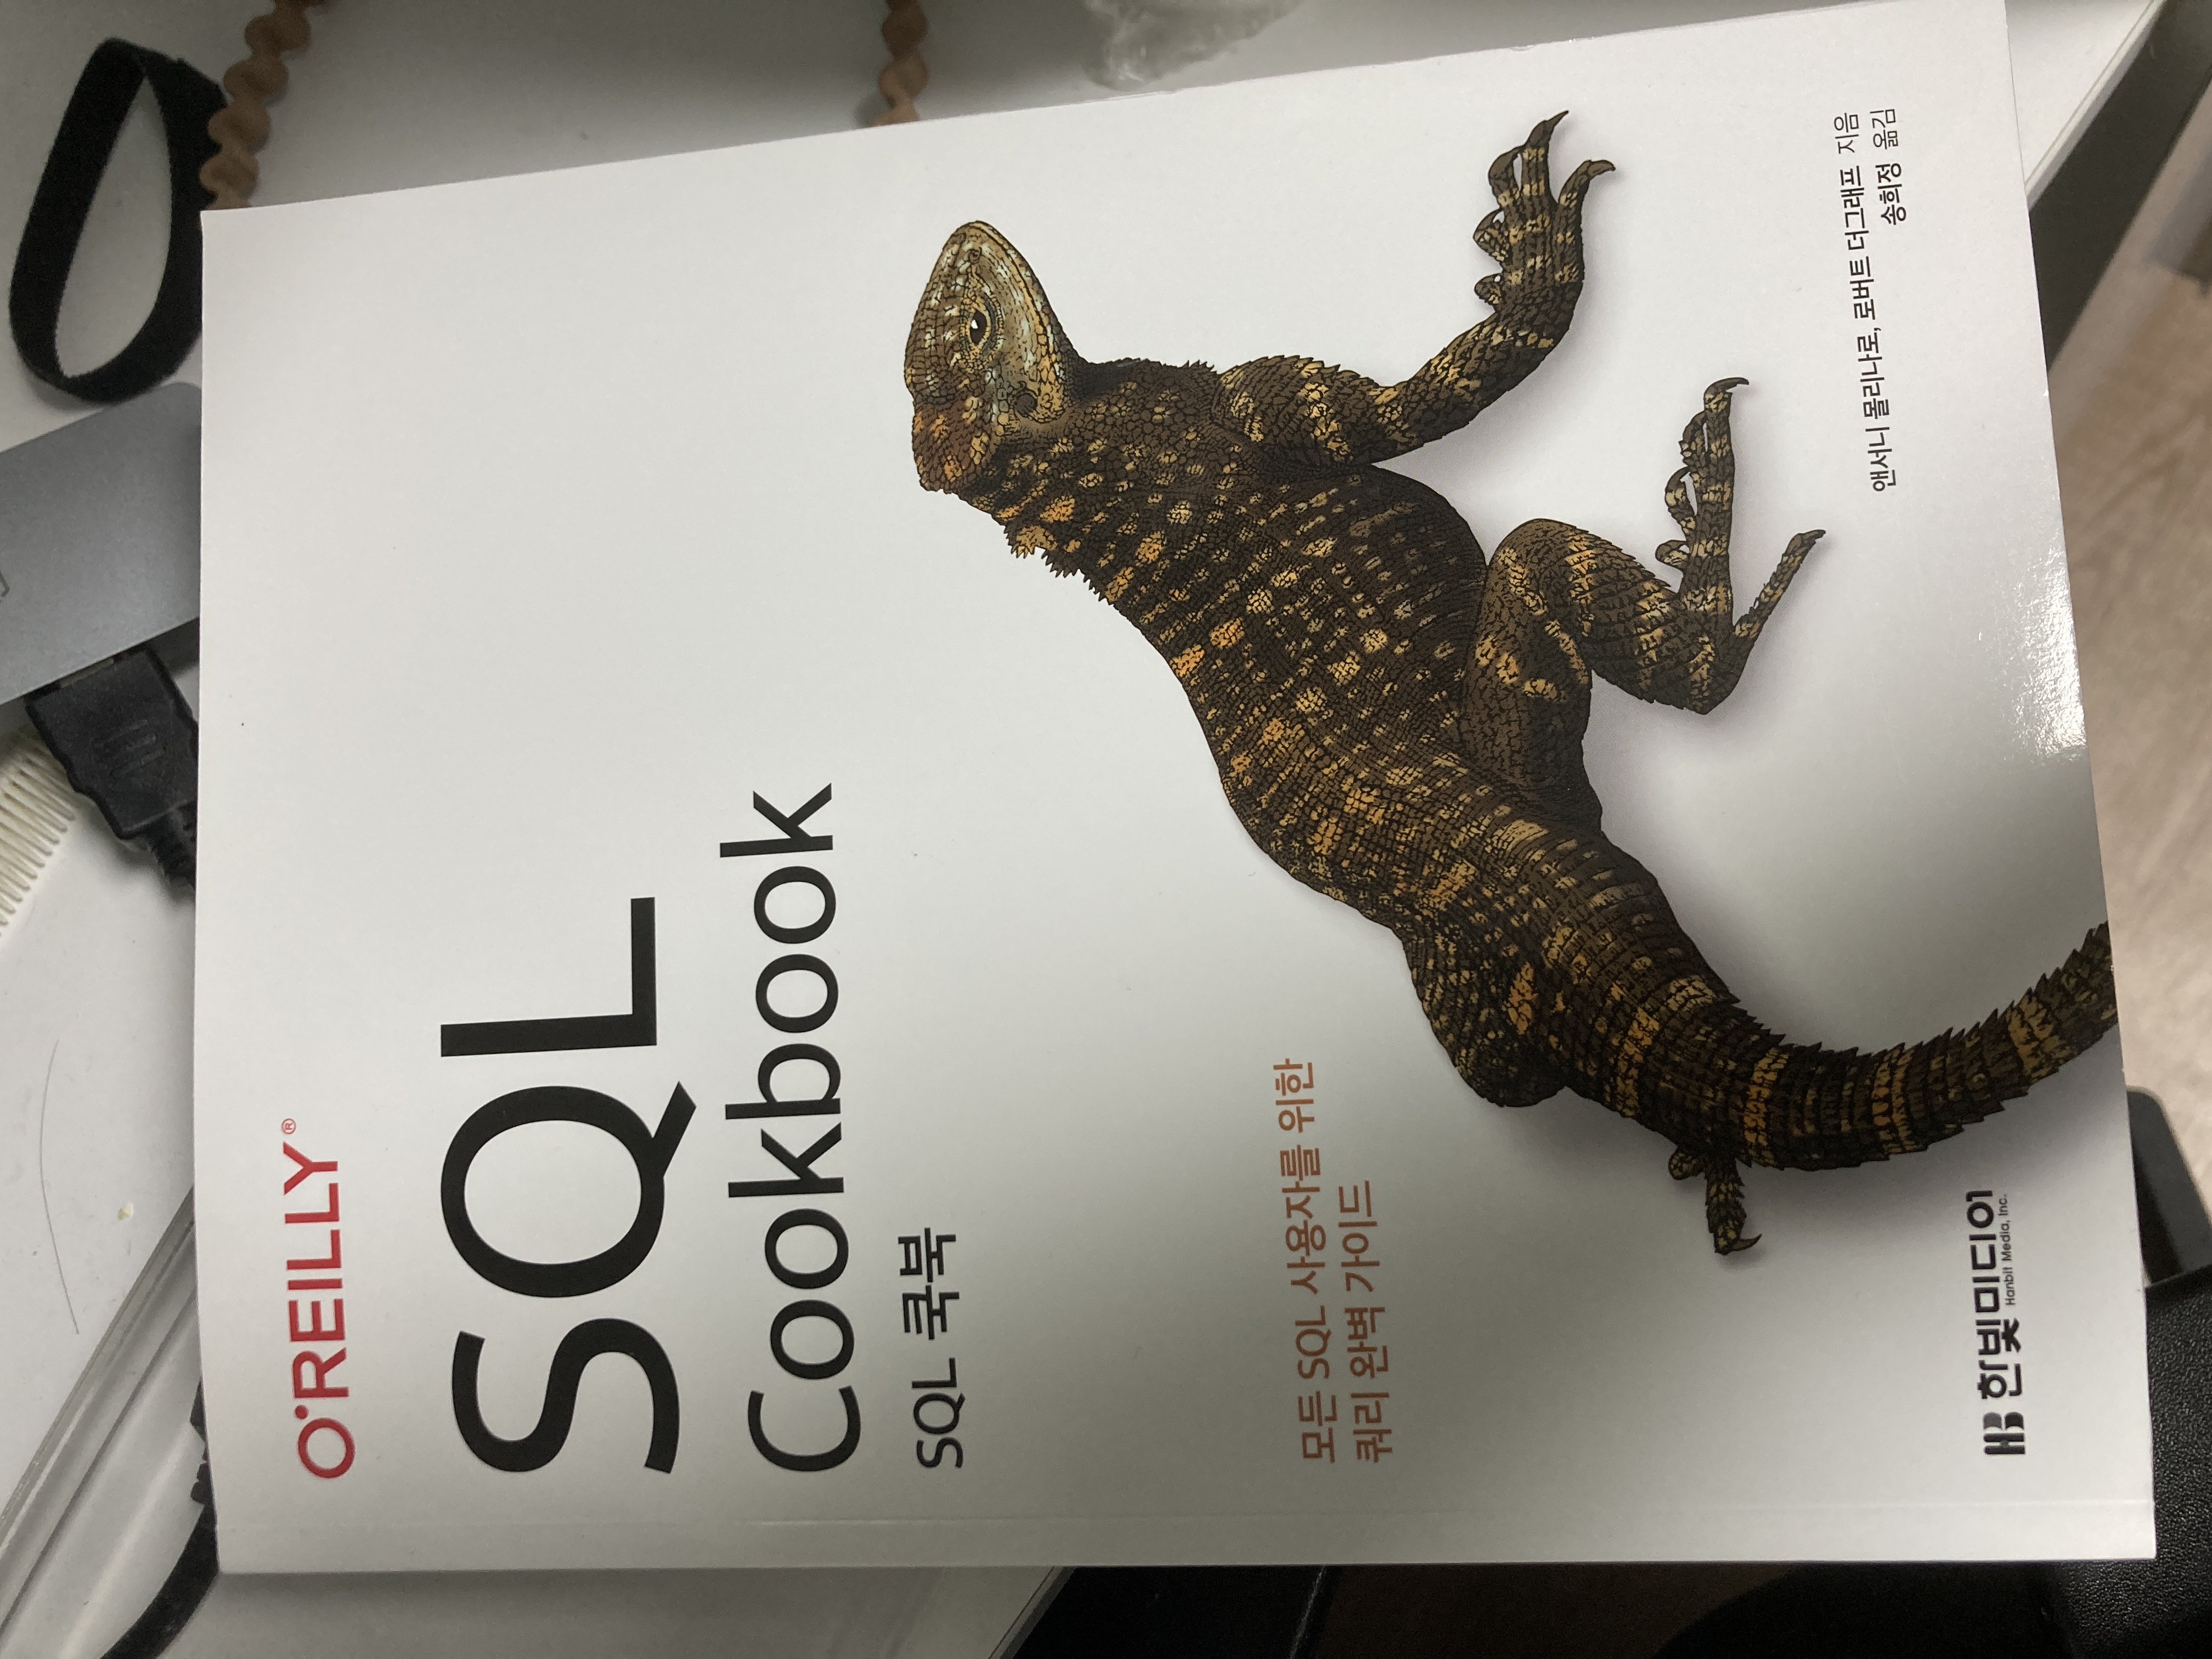 O'REILLY®
SQL
Cookbook
SQL 쿡북
모든 SQL 사용자를 위한
쿼리 완벽 가이드
앤서니 몰리나로, 로버트 더그래프 지음
송희정 옮김
HB 한빛미디어
Hanbit Media, Inc.